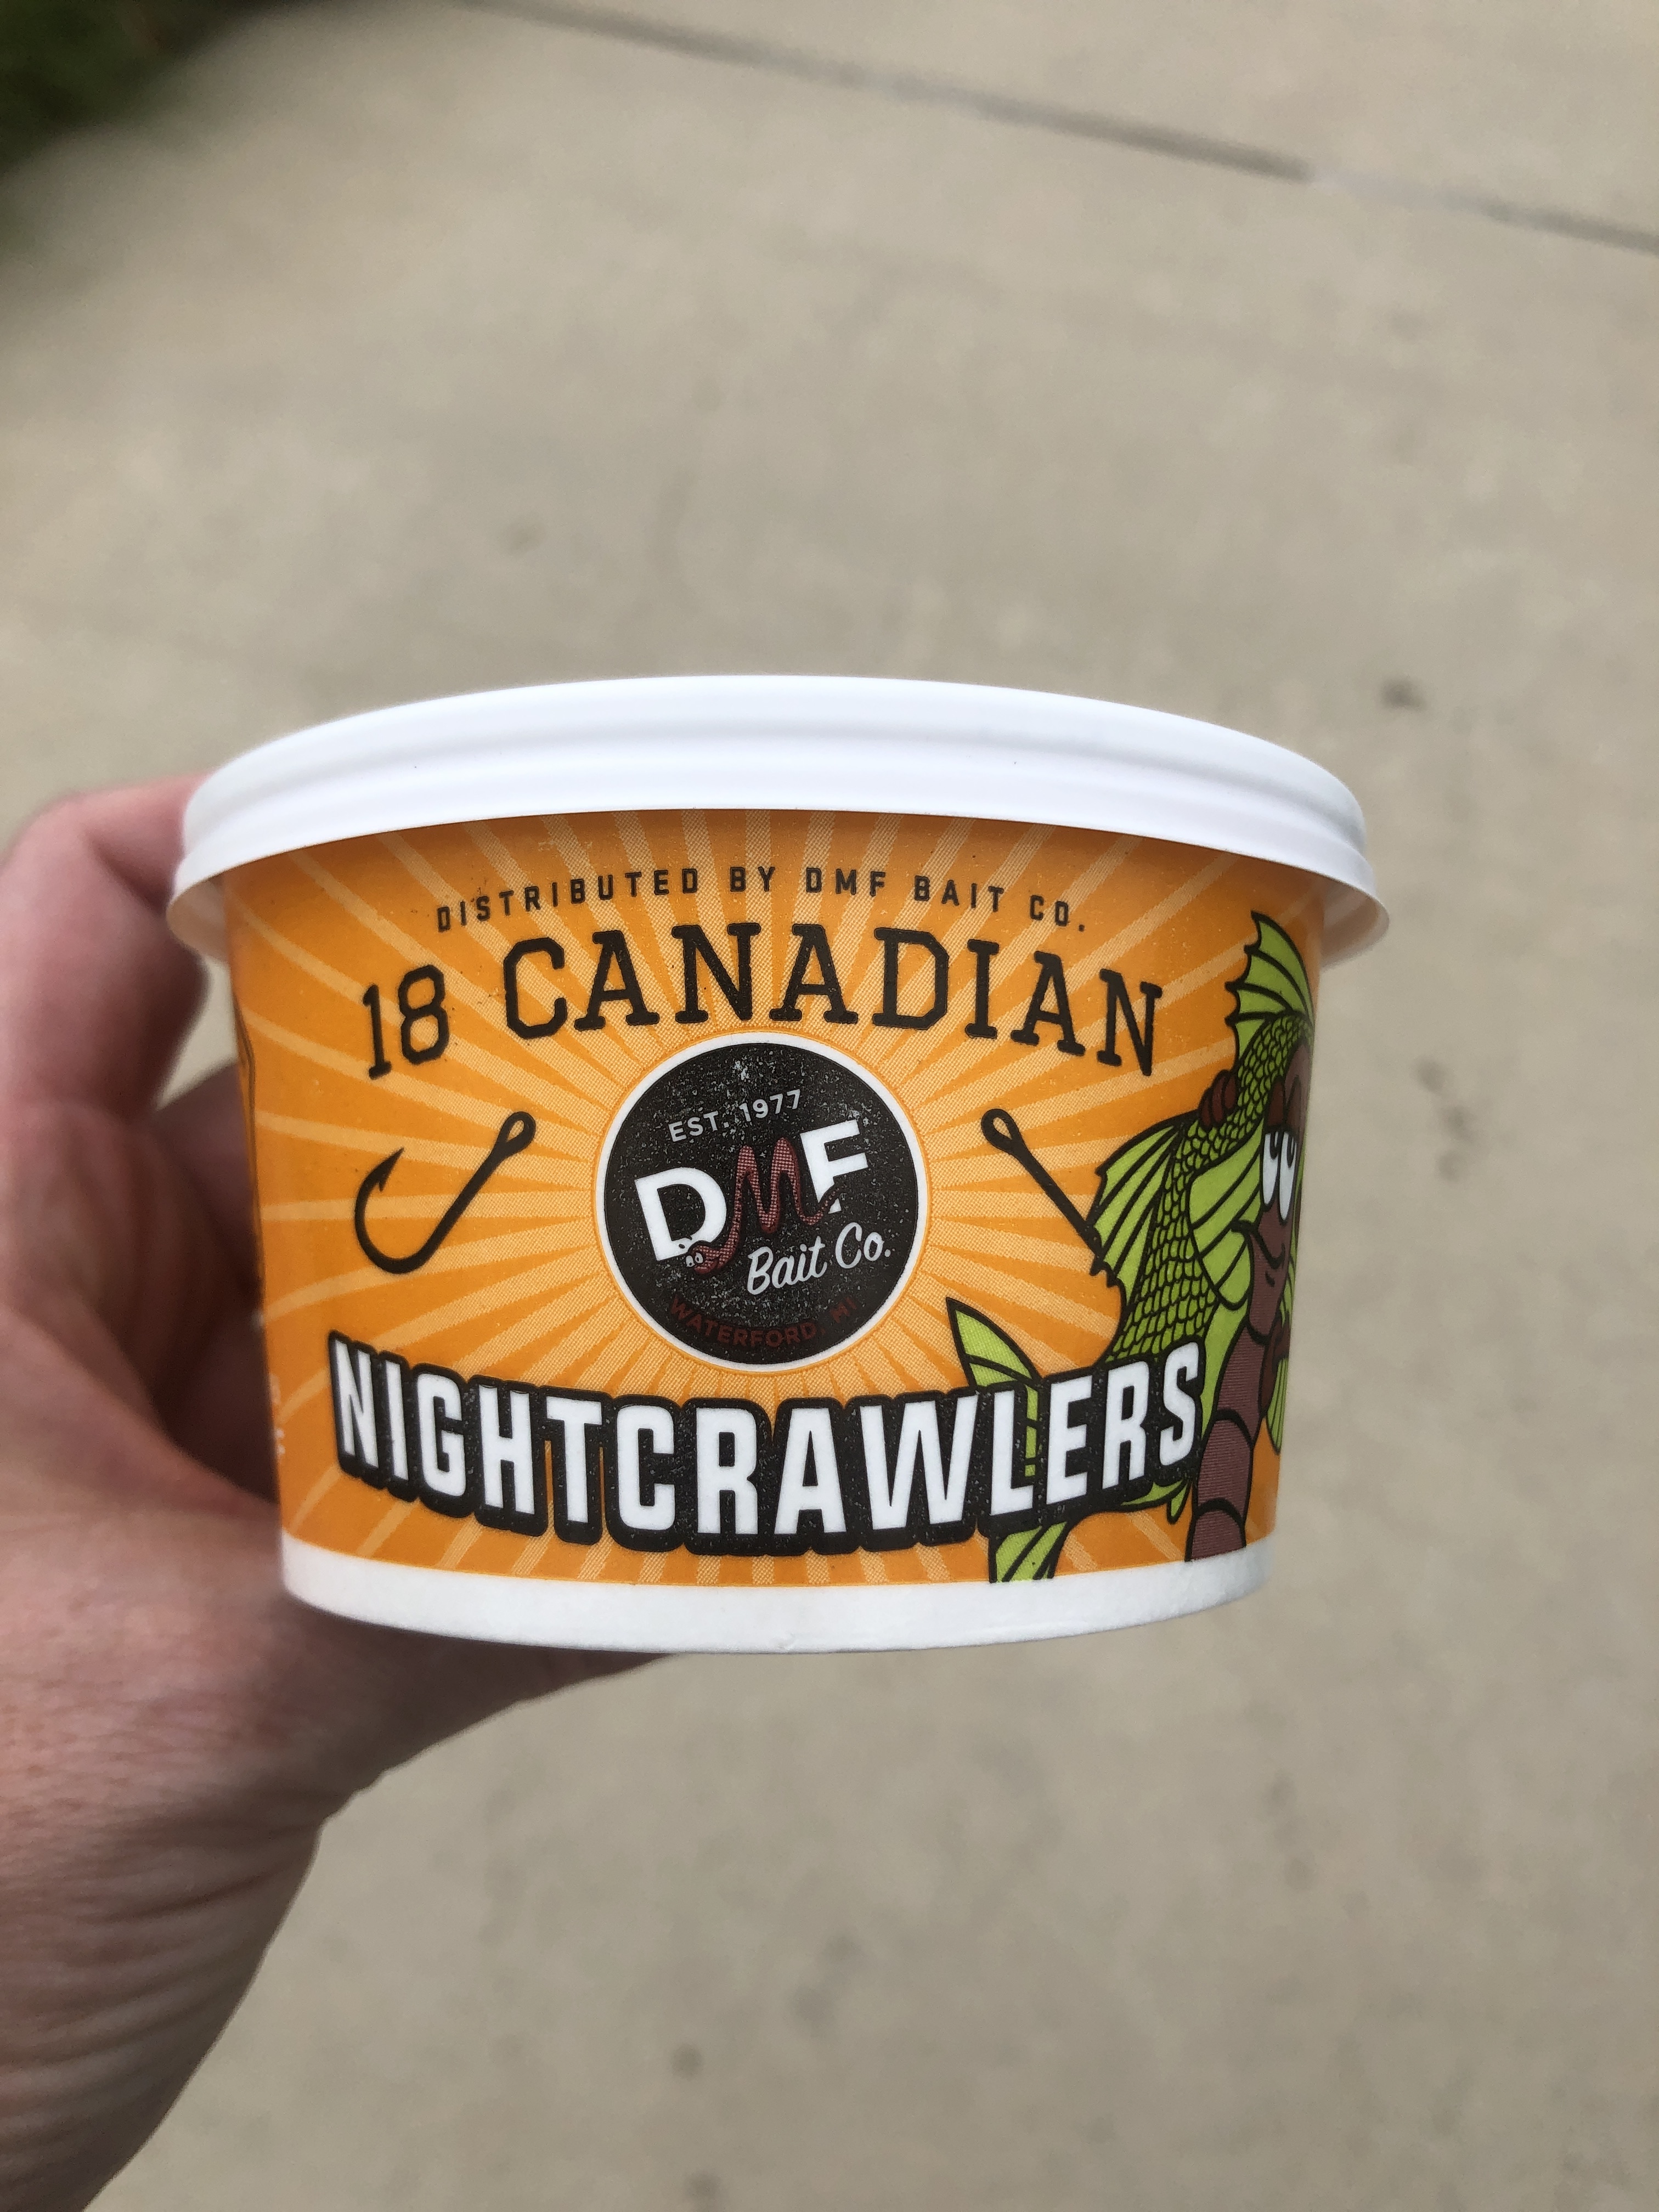 DISTRIBUTED BY DMF BAIT CO.
18 CANADIAN
EST. 1977
DMF
Bait Co.
WATERFORD, MI
NIGHTCRAWLERS